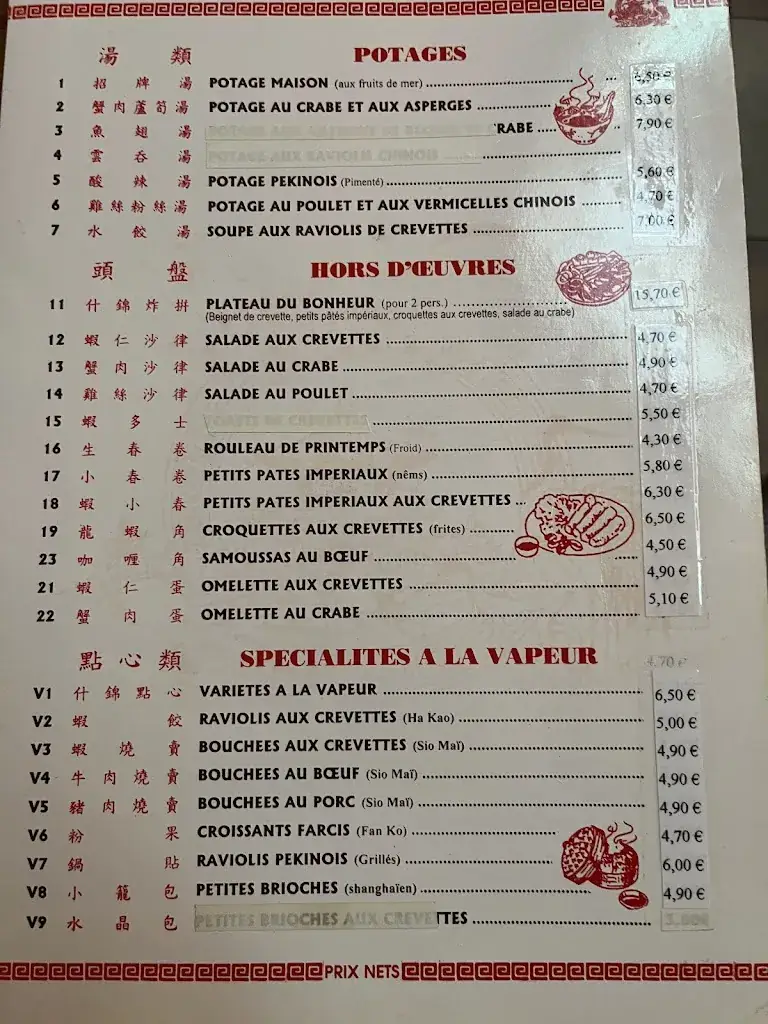 湯 類 POTAGES
1 招牌湯 POTAGE MAISON (aux fruits de mer) 6,50 €
2 蟹肉蘆筍湯 POTAGE AU CRABE ET AUX ASPERGES 6,30 €
3 魚翅湯 RABE 7,90 €
4 雲吞湯 POTAGE AUX RAVIOLIS CHINOIS
5 酸辣湯 POTAGE PEKINOIS (Pimenté) 5,60 €
6 雞絲粉絲湯 POTAGE AU POULET ET AUX VERMICELLES CHINOIS 4,70 €
7 水餃湯 SOUPE AUX RAVIOLIS DE CREVETTES 7,00 €
頭 盤 HORS D'ŒUVRES
11 什錦炸拼 PLATEAU DU BONHEUR (pour 2 pers.) 15,70 €
(Beignet de crevette, petits pâtés impériaux, croquettes aux crevettes, salade au crabe)
12 蝦仁沙律 SALADE AUX CREVETTES 4,70 €
13 蟹肉沙律 SALADE AU CRABE 4,90 €
14 雞絲沙律 SALADE AU POULET 4,70 €
15 蝦多士 TOASTS DE CREVETTES 5,50 €
16 生春卷 ROULEAU DE PRINTEMPS (Froid) 4,30 €
17 小春卷 PETITS PATES IMPERIAUX (nêms) 5,80 €
18 蝦小春 PETITS PATES IMPERIAUX AUX CREVETTES 6,30 €
19 龍蝦角 CROQUETTES AUX CREVETTES (frites) 6,50 €
23 咖喱角 SAMOUSSAS AU BŒUF 4,50 €
21 蝦仁蛋 OMELETTE AUX CREVETTES 4,90 €
22 蟹肉蛋 OMELETTE AU CRABE 5,10 €
點心類 SPECIALITES A LA VAPEUR 4,70 €
V1 什錦點心 VARIETES A LA VAPEUR 6,50 €
V2 蝦餃 RAVIOLIS AUX CREVETTES (Ha Kao) 5,00 €
V3 蝦燒賣 BOUCHEES AUX CREVETTES (Sio Maï) 4,90 €
V4 牛肉燒賣 BOUCHEES AU BŒUF (Sio Maï) 4,90 €
V5 豬肉燒賣 BOUCHEES AU PORC (Sio Maï) 4,90 €
V6 粉果 CROISSANTS FARCIS (Fan Ko) 4,70 €
V7 鍋貼 RAVIOLIS PEKINOIS (Grillés) 6,00 €
V8 小籠包 PETITES BRIOCHES (shanghaïen) 4,90 €
V9 水晶包 PETITES BRIOCHES AUX CREVETTES
PRIX NETS